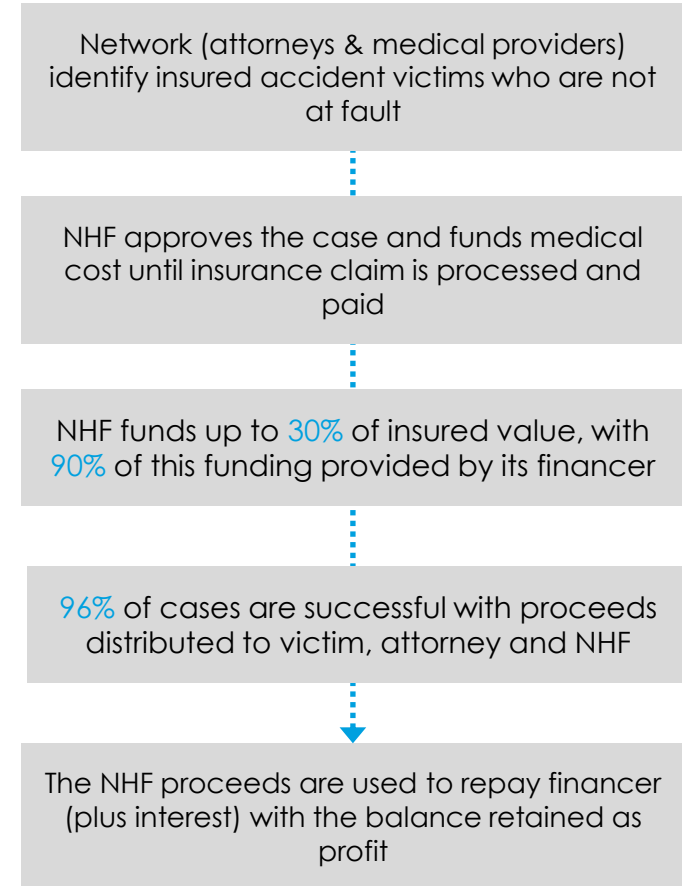 Network (attorneys & medical providers)
identify insured accident victims who are not
at fault
NHF approves the case and funds medical
cost until insurance claim is processed and
paid
NHF funds up to 30% of insured value, with
90% of this funding provided by its financer
96% of cases are successful with proceeds
distributed to victim, attorney and NHF
The NHF proceeds are used to repay financer
(plus interest) with the balance retained as
profit